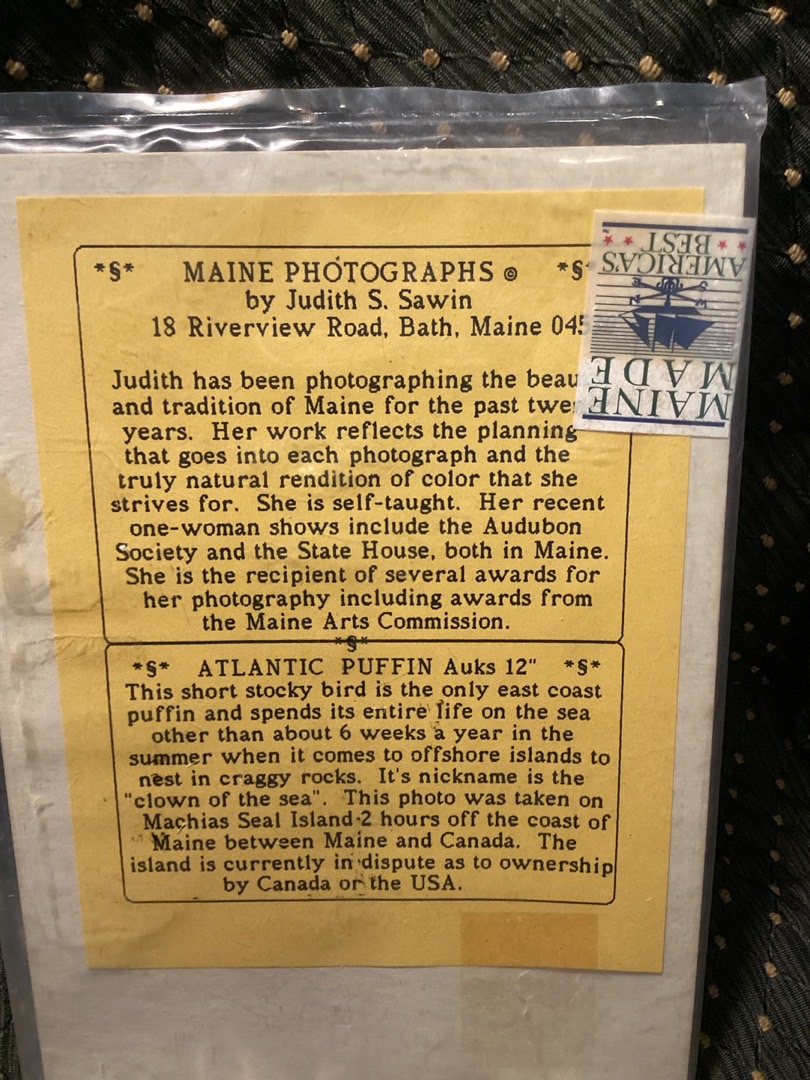 *§* MAINE PHOTOGRAPHS © *§*
by Judith S. Sawin
18 Riverview Road, Bath, Maine 045
Judith has been photographing the beau
and tradition of Maine for the past twe
years. Her work reflects the planning
that goes into each photograph and the
truly natural rendition of color that she
strives for. She is self-taught. Her recent
one-woman shows include the Audubon
Society and the State House, both in Maine.
She is the recipient of several awards for
her photography including awards from
the Maine Arts Commission.
*§*
*§* ATLANTIC PUFFIN Auks 12" *§*
This short stocky bird is the only east coast
puffin and spends its entire life on the sea
other than about 6 weeks a year in the
summer when it comes to offshore islands to
nest in craggy rocks. It's nickname is the
"clown of the sea". This photo was taken on
Machias Seal Island 2 hours off the coast of
Maine between Maine and Canada. The
island is currently in dispute as to ownership
by Canada or the USA.
MAINE
MADE
AMERICA'S
BEST